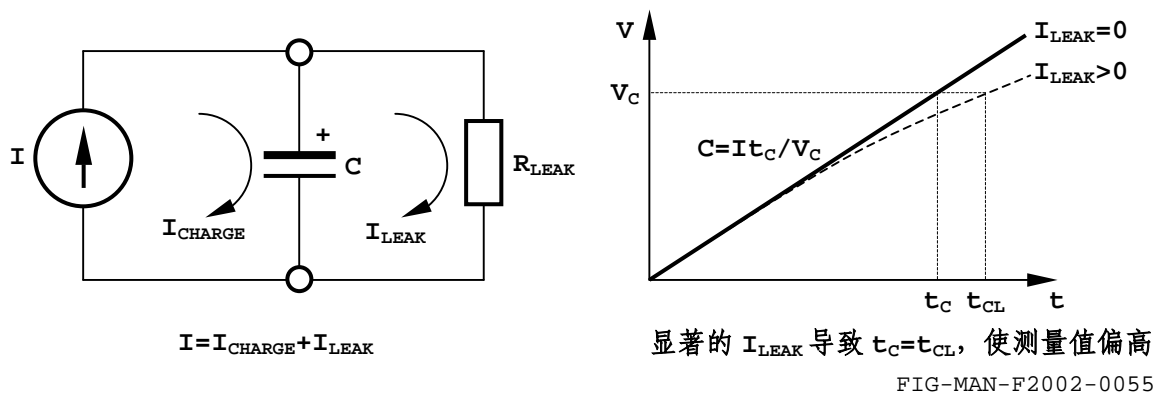 I
I_CHARGE
+
C
I_LEAK
R_LEAK
I=I_CHARGE+I_LEAK
V
I_LEAK=0
I_LEAK>0
V_C
C=It_C/V_C
t_C t_CL t
显著的 I_LEAK 导致 t_C=t_CL，使测量值偏高
FIG-MAN-F2002-0055